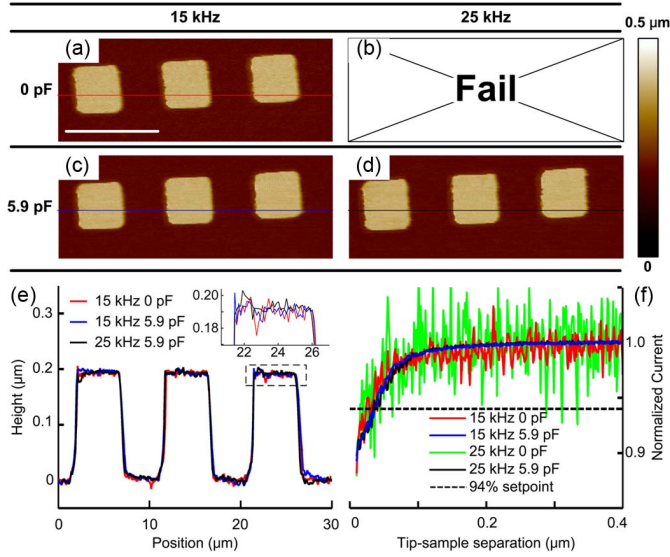 15 kHz
25 kHz
0.5 μm
(a)
(b)
0 pF
Fail
(c)
(d)
5.9 pF
0
(e)
15 kHz 0 pF
15 kHz 5.9 pF
25 kHz 5.9 pF
0.20
0.18
22
24
26
0.3
0.2
0.1
0.0
Height (μm)
0
10
20
30
Position (μm)
(f)
1.0
0.9
Normalized Current
15 kHz 0 pF
15 kHz 5.9 pF
25 kHz 0 pF
25 kHz 5.9 pF
94% setpoint
0
0.2
0.4
Tip-sample separation (μm)